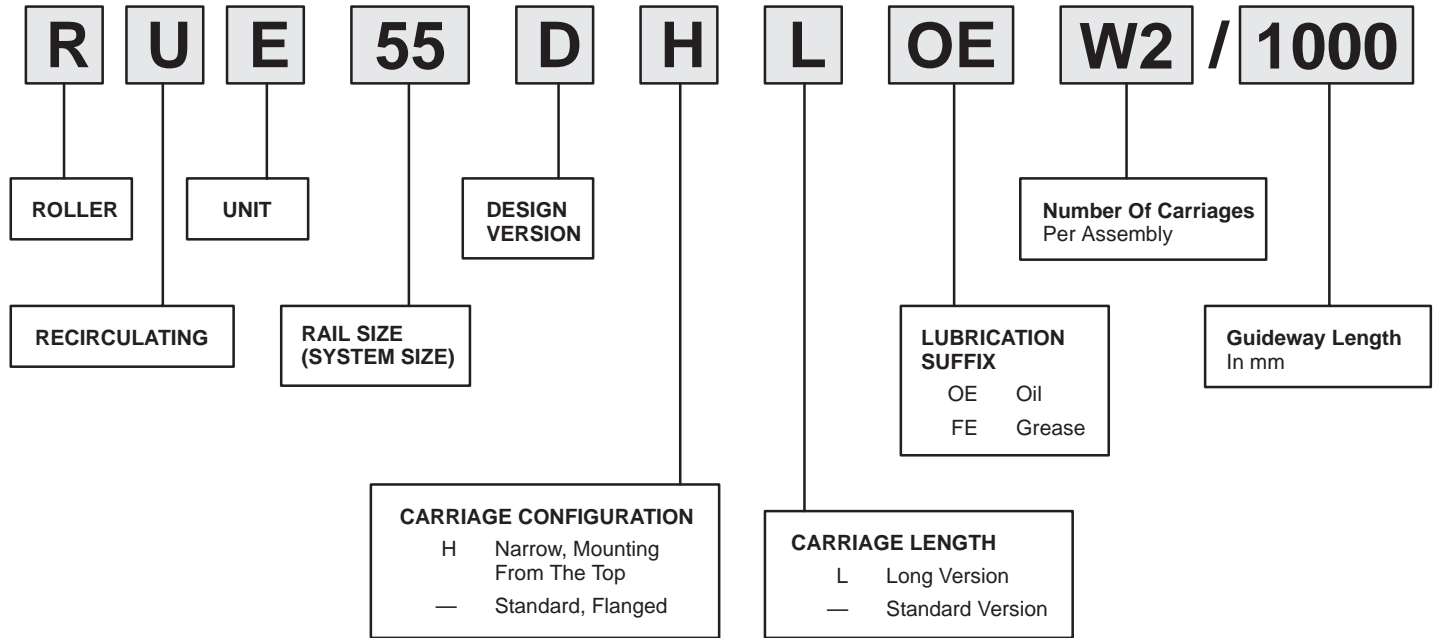 R U E 55 D H L OE W2 / 1000
ROLLER
UNIT
DESIGN
VERSION
Number Of Carriages
Per Assembly
RECIRCULATING
RAIL SIZE
(SYSTEM SIZE)
LUBRICATION
SUFFIX
OE Oil
FE Grease
Guideway Length
In mm
CARRIAGE CONFIGURATION
H Narrow, Mounting
From The Top
— Standard, Flanged
CARRIAGE LENGTH
L Long Version
— Standard Version